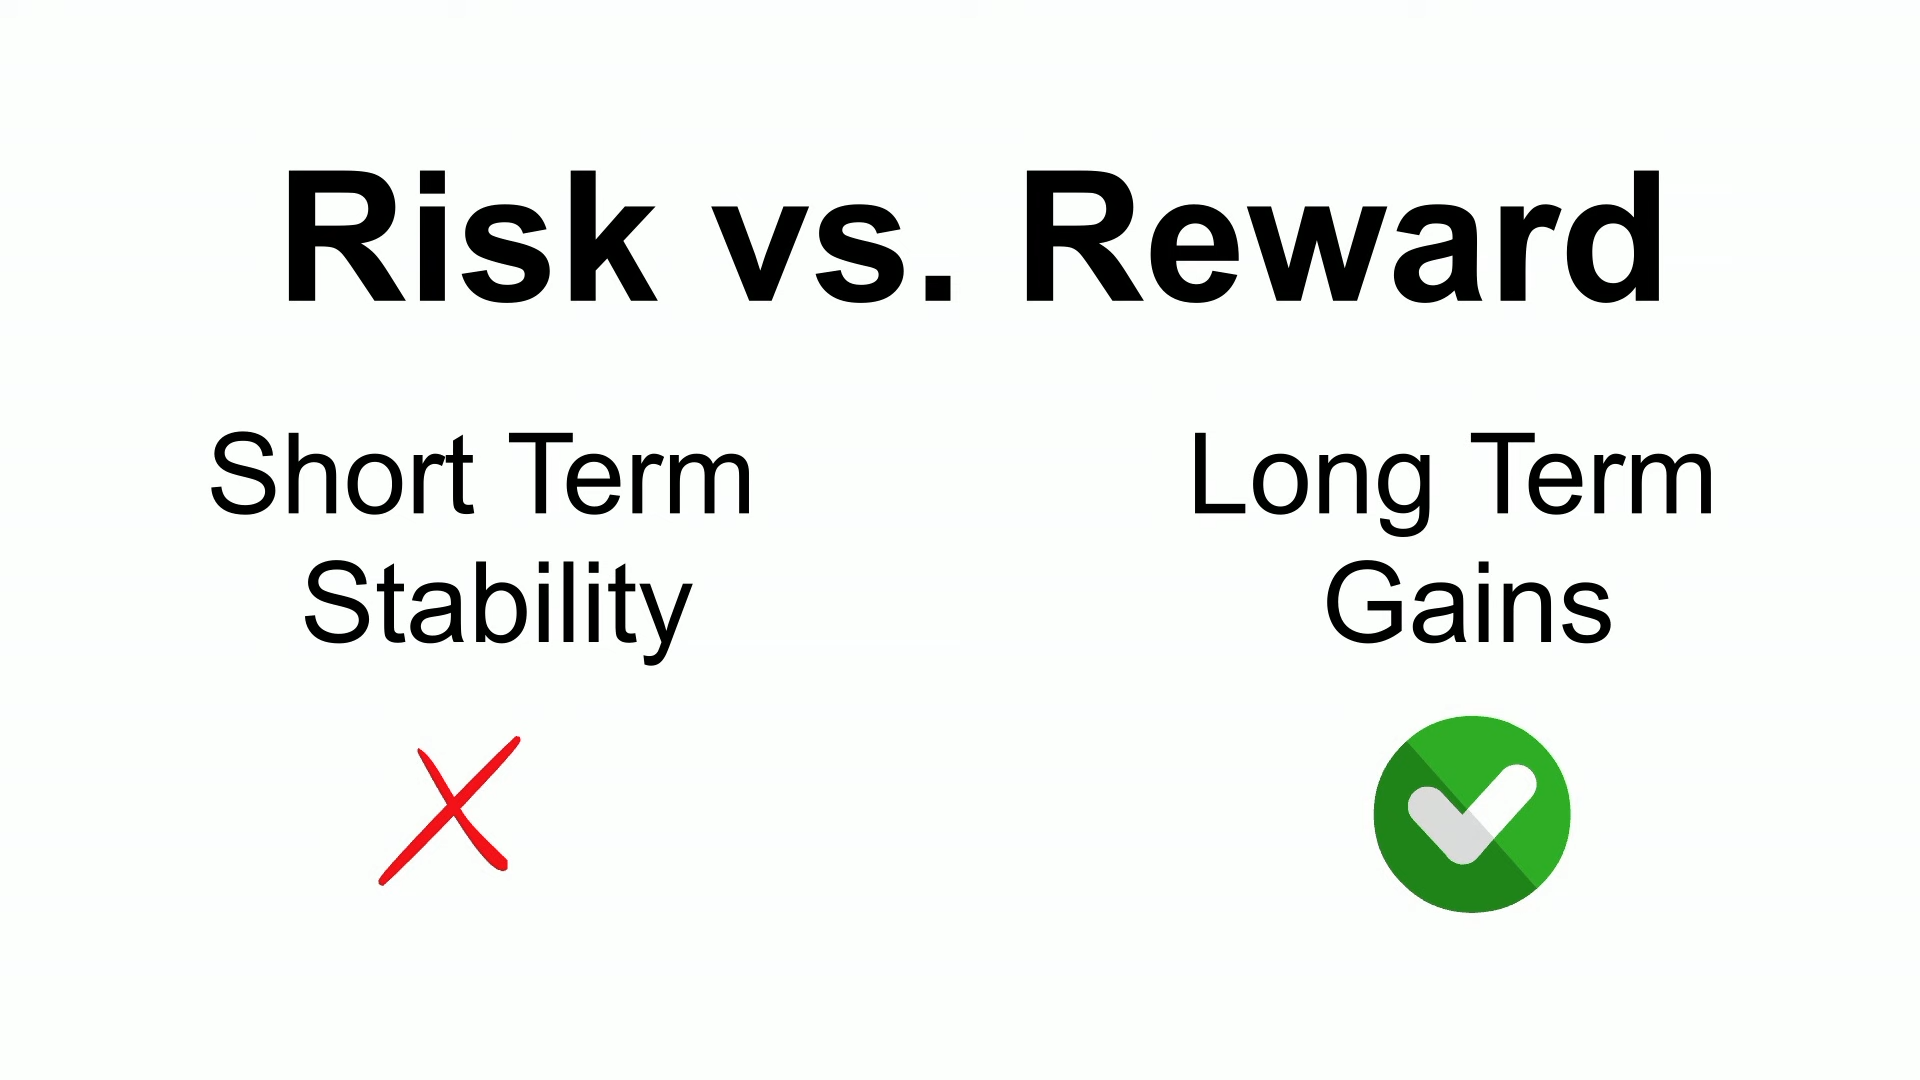 Risk vs. Reward
Short Term
Stability
Long Term
Gains